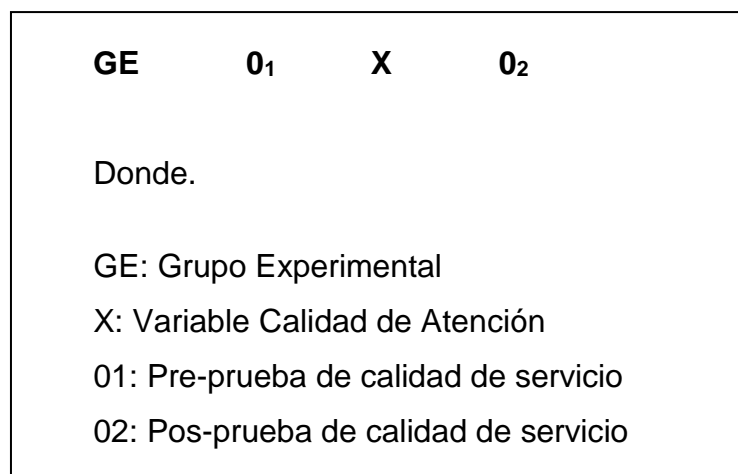 GE 0₁ X 0₂
Donde.
GE: Grupo Experimental
X: Variable Calidad de Atención
01: Pre-prueba de calidad de servicio
02: Pos-prueba de calidad de servicio